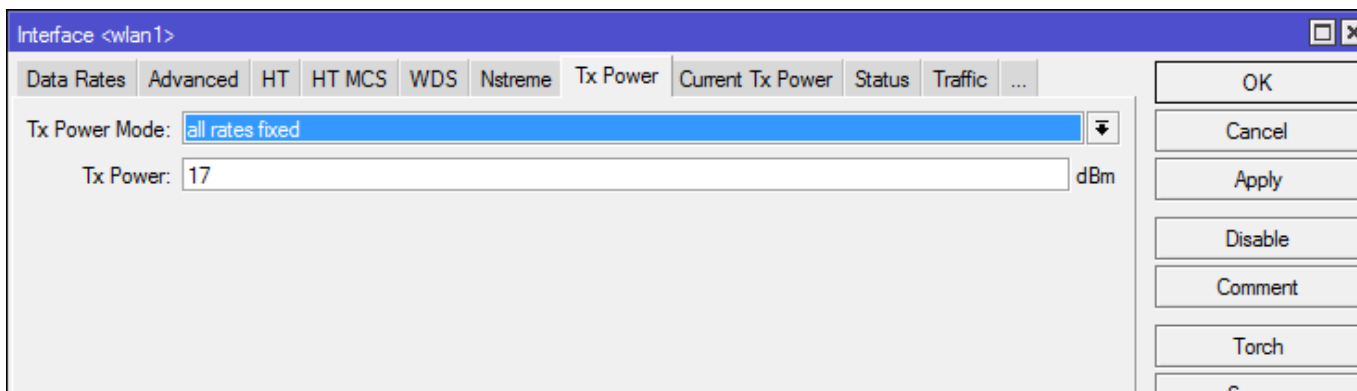 Interface <wlan1>
Data Rates Advanced HT HT MCS WDS Nstreme Tx Power Current Tx Power Status Traffic ...
OK
Tx Power Mode: all rates fixed
Cancel
Tx Power: 17 dBm
Apply
Disable
Comment
Torch